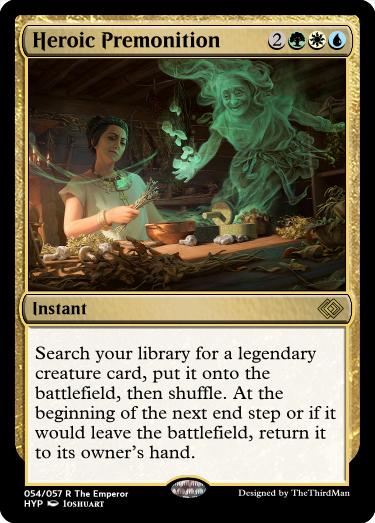 Heroic Premonition 2
Instant
Search your library for a legendary
creature card, put it onto the
battlefield, then shuffle. At the
beginning of the next end step or if it
would leave the battlefield, return it
to its owner's hand.
054/057 R The Emperor
HYP Ioshuart
Designed by TheThirdMan